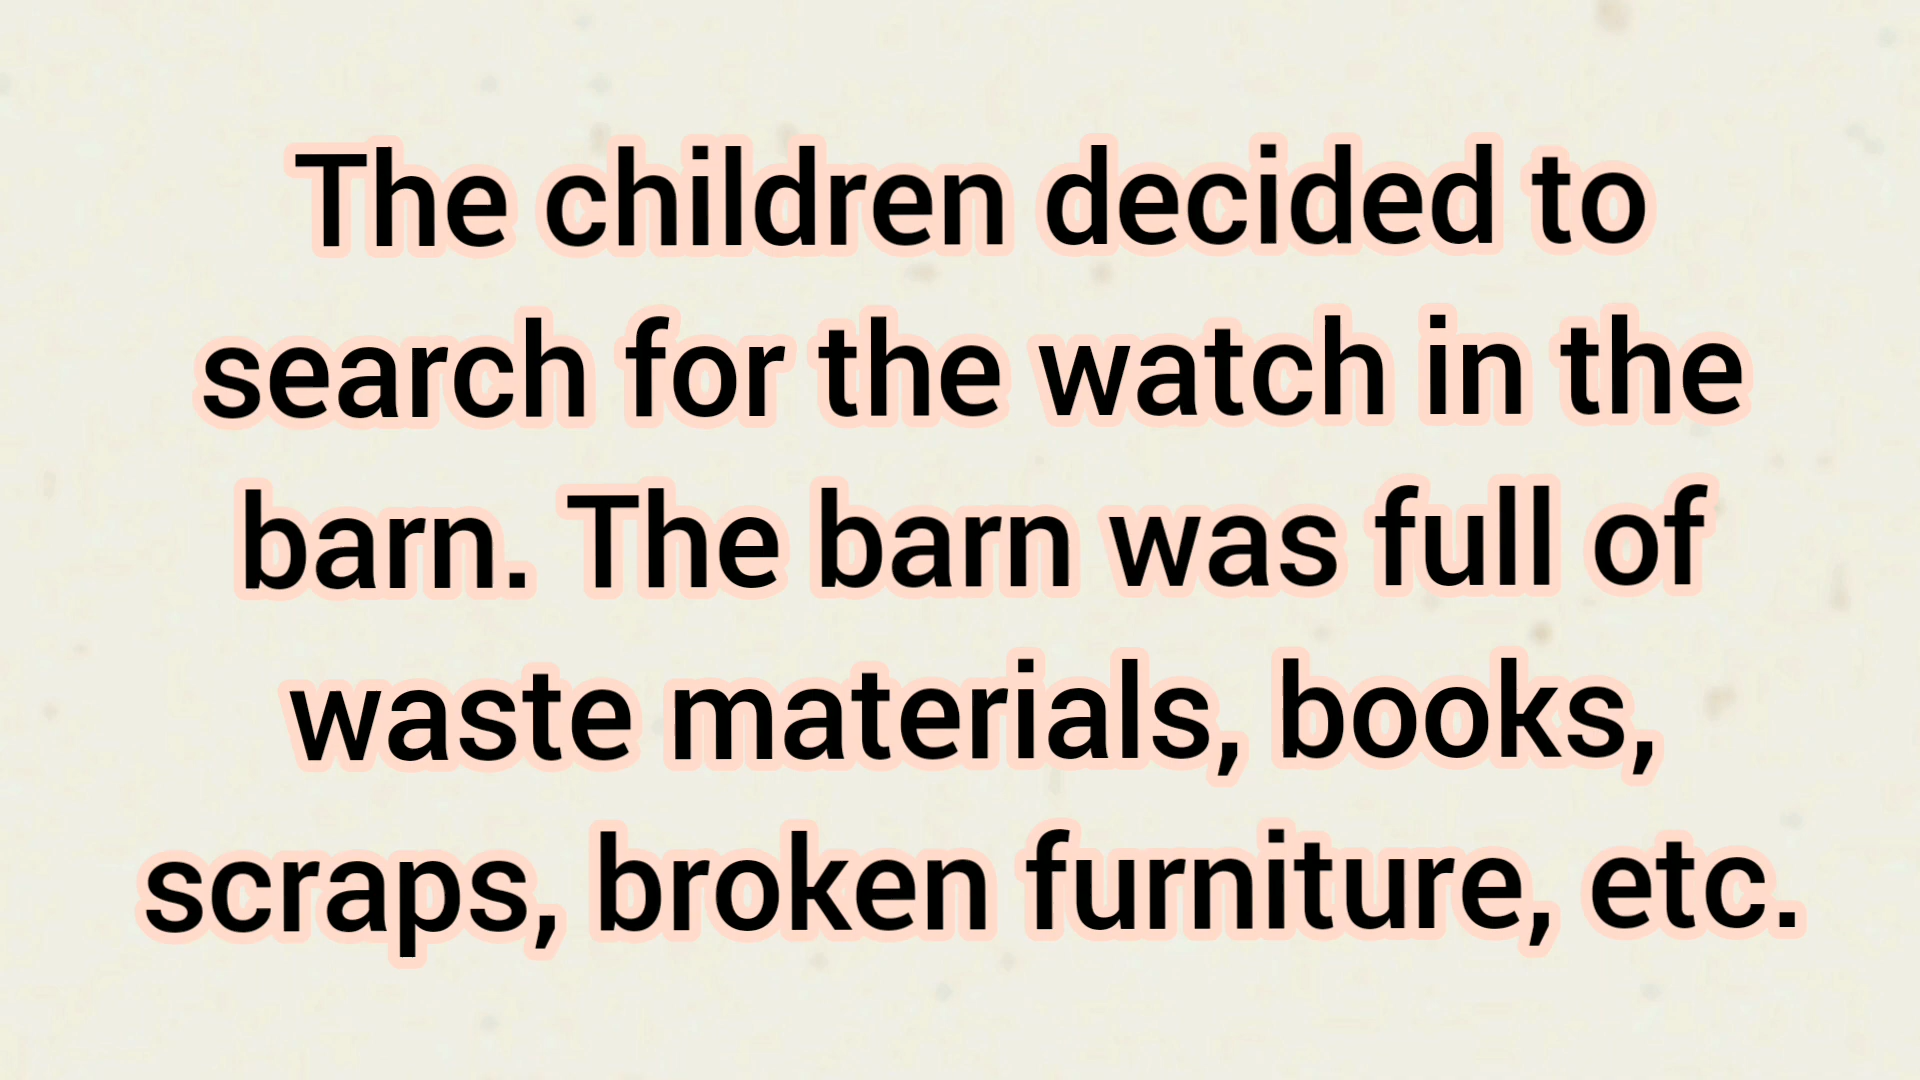 The children decided to
search for the watch in the
barn. The barn was full of
waste materials, books,
scraps, broken furniture, etc.